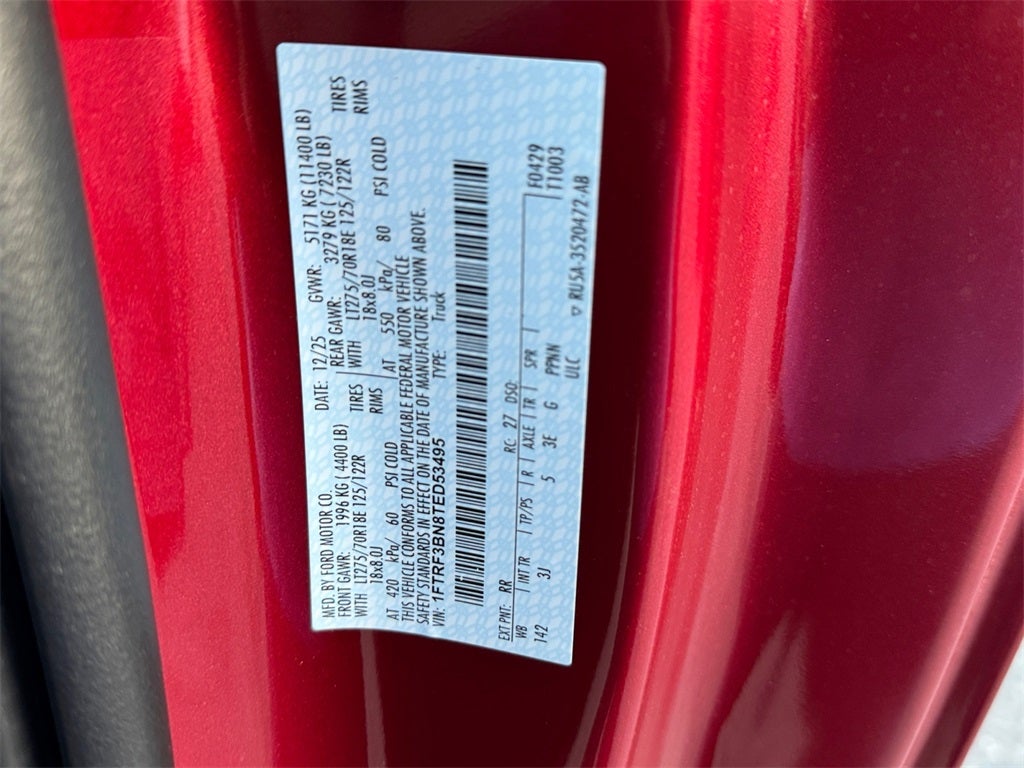 MFD. BY FORD MOTOR CO.
DATE: 12/25 GVWR: 5171 KG (11400 LB)
FRONT GAWR: 1996 KG ( 4400 LB) REAR GAWR: 3279 KG ( 7230 LB)
WITH LT275/70R18E 125/122R TIRES WITH LT275/70R18E 125/122R TIRES
18x8.0J RIMS 18x8.0J RIMS
AT 420 kPa/ 60 PSI COLD AT 550 kPa/ 80 PSI COLD
THIS VEHICLE CONFORMS TO ALL APPLICABLE FEDERAL MOTOR VEHICLE
SAFETY STANDARDS IN EFFECT ON THE DATE OF MANUFACTURE SHOWN ABOVE.
VIN: 1FTRF3BN8TED53495 TYPE: Truck
EXT PNT: RR RC: 27 DSO: F0429
WB INT TR TP/PS R AXLE TR SPR T1003
142 3J 5 3E G PPNN
ULC ▽ RU5A-3520472-AB